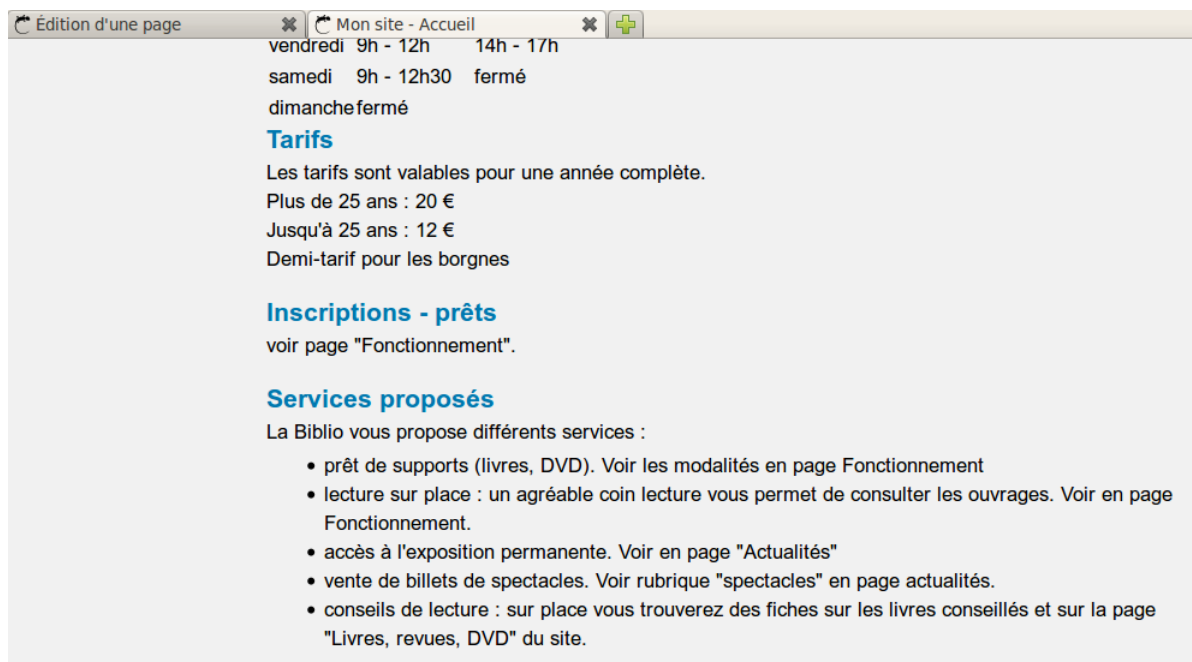 Édition d'une page
Mon site - Accueil
vendredi 9h - 12h 14h - 17h
samedi 9h - 12h30 fermé
dimanche fermé
Tarifs
Les tarifs sont valables pour une année complète.
Plus de 25 ans : 20 €
Jusqu'à 25 ans : 12 €
Demi-tarif pour les borgnes
Inscriptions - prêts
voir page "Fonctionnement".
Services proposés
La Biblio vous propose différents services :
• prêt de supports (livres, DVD). Voir les modalités en page Fonctionnement
• lecture sur place : un agréable coin lecture vous permet de consulter les ouvrages. Voir en page
Fonctionnement.
• accès à l'exposition permanente. Voir en page "Actualités"
• vente de billets de spectacles. Voir rubrique "spectacles" en page actualités.
• conseils de lecture : sur place vous trouverez des fiches sur les livres conseillés et sur la page
"Livres, revues, DVD" du site.